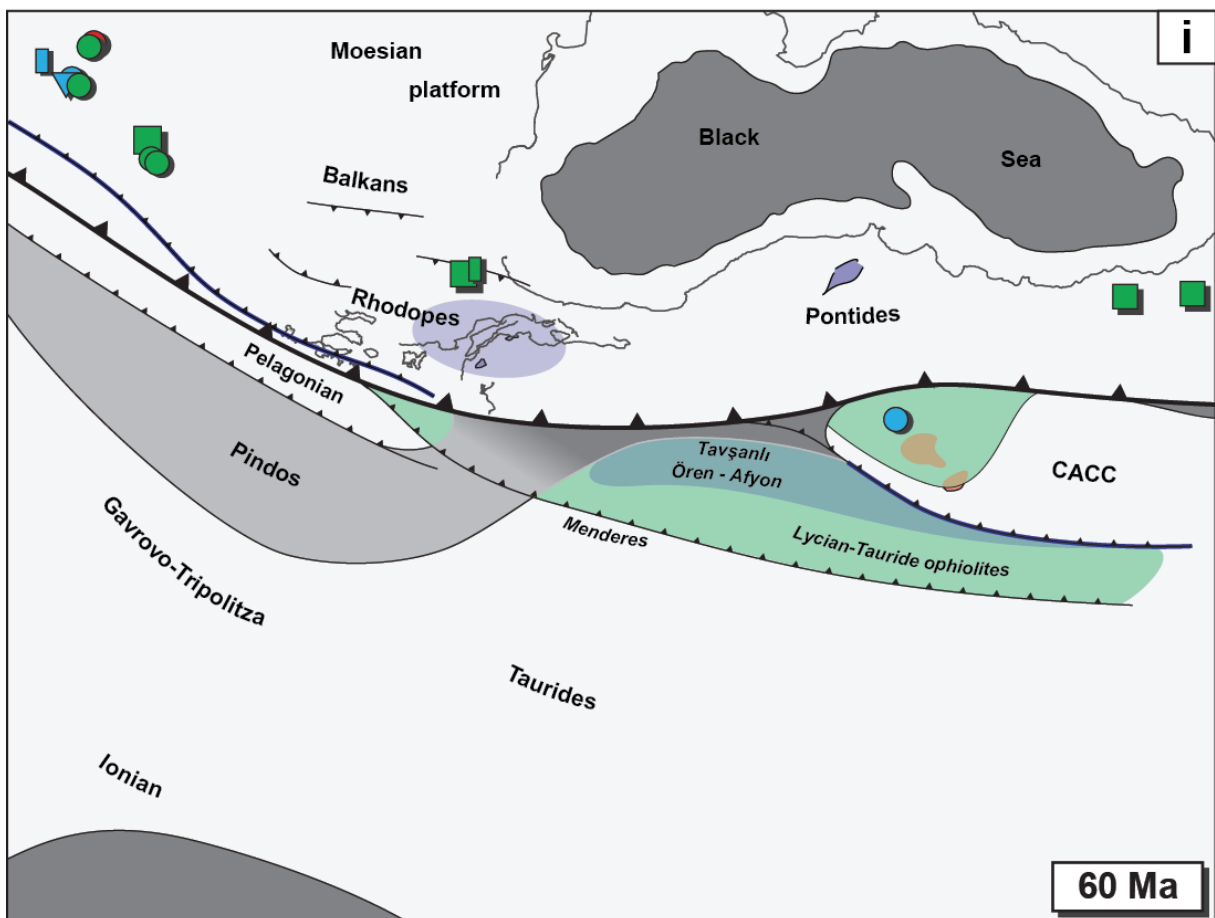 i
Moesian
platform
Black
Sea
Balkans
Rhodopes
Pontides
Pelagonian
Pindos
Tavşanlı
Ören - Afyon
CACC
Gavrovo-Tripolitza
Menderes
Lycian-Tauride ophiolites
Taurides
Ionian
60 Ma